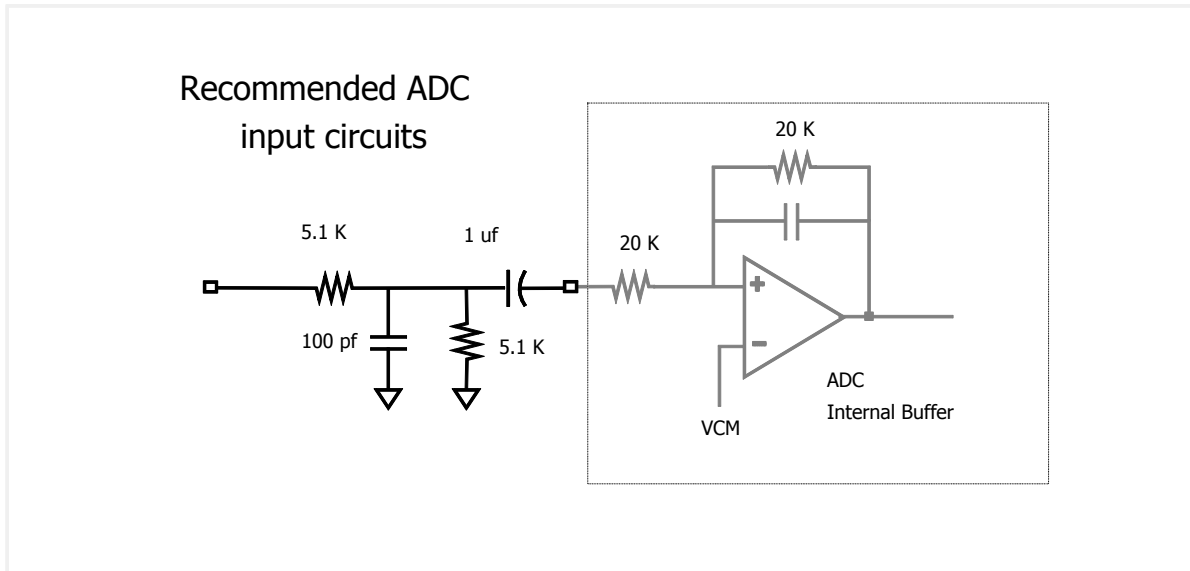 Recommended ADC
input circuits
20 K
5.1 K
1 uf
20 K
100 pf
5.1 K
ADC
Internal Buffer
VCM